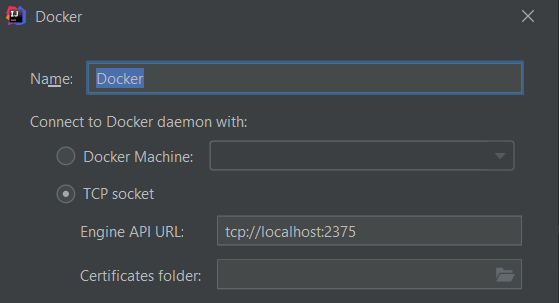 IJ Docker
Name: Docker
Connect to Docker daemon with:
Docker Machine:
TCP socket
Engine API URL: tcp://localhost:2375
Certificates folder: